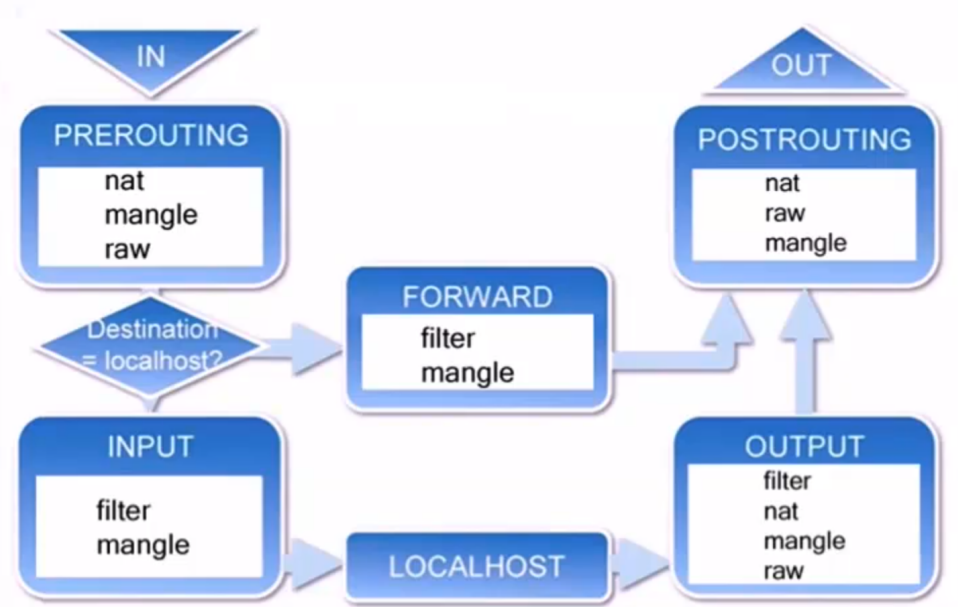 IN
PREROUTING
nat
mangle
raw
Destination
= localhost?
INPUT
filter
mangle
FORWARD
filter
mangle
LOCALHOST
OUT
POSTROUTING
nat
raw
mangle
OUTPUT
filter
nat
mangle
raw